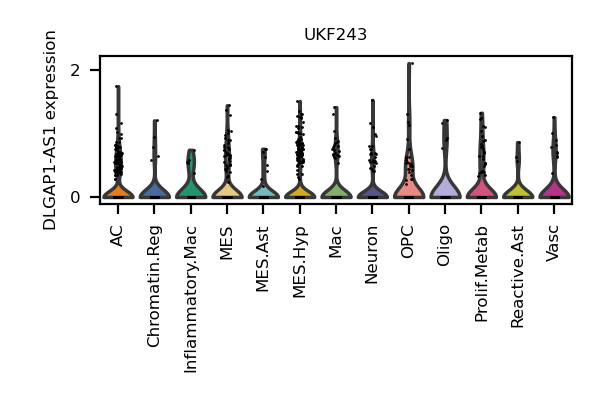 UKF243
DLGAP1-AS1 expression
2
0
AC
Chromatin.Reg
Inflammatory.Mac
MES
MES.Ast
MES.Hyp
Mac
Neuron
OPC
Oligo
Prolif.Metab
Reactive.Ast
Vasc